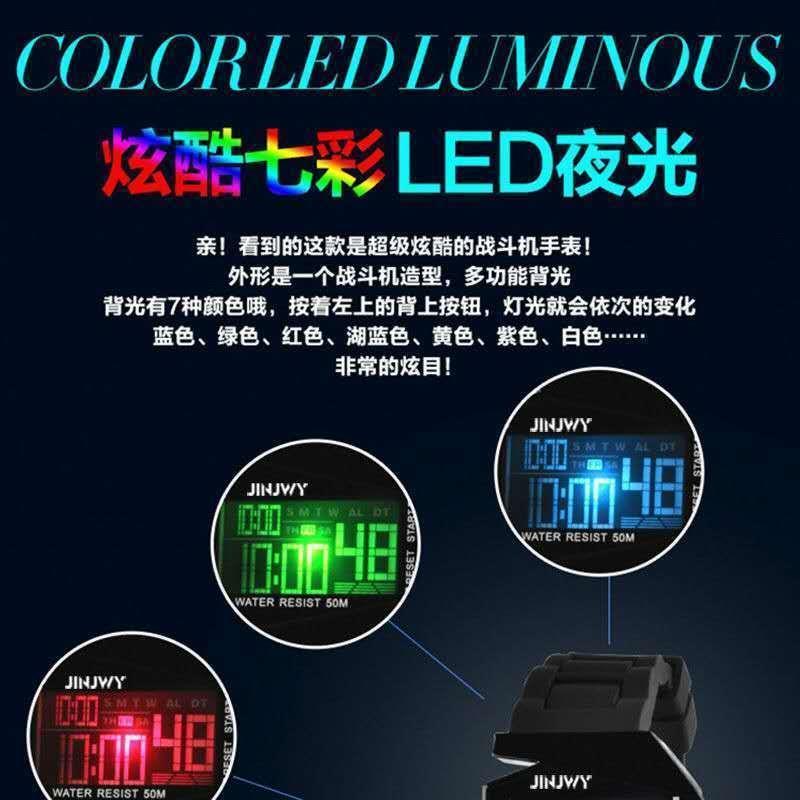 COLOR LED LUMINOUS
炫酷七彩LED夜光
亲！看到的这款是超级炫酷的战斗机手表！
外形是一个战斗机造型，多功能背光
背光有7种颜色哦，按着左上的背上按钮，灯光就会依次的变化
蓝色、绿色、红色、湖蓝色、黄色、紫色、白色……
非常的炫目！
JINJWY
10:00 S M T W AL DT
TH FR SA
10:00 48
RESET START
WATER RESIST 50M
JINJWY
10:00 S M T W AL DT
TH FR SA
10:00 48
RESET START
WATER RESIST 50M
JINJWY
10:00 S M T W AL DT
TH FR SA
10:00 48
RESET START
WATER RESIST 50M
JINJWY